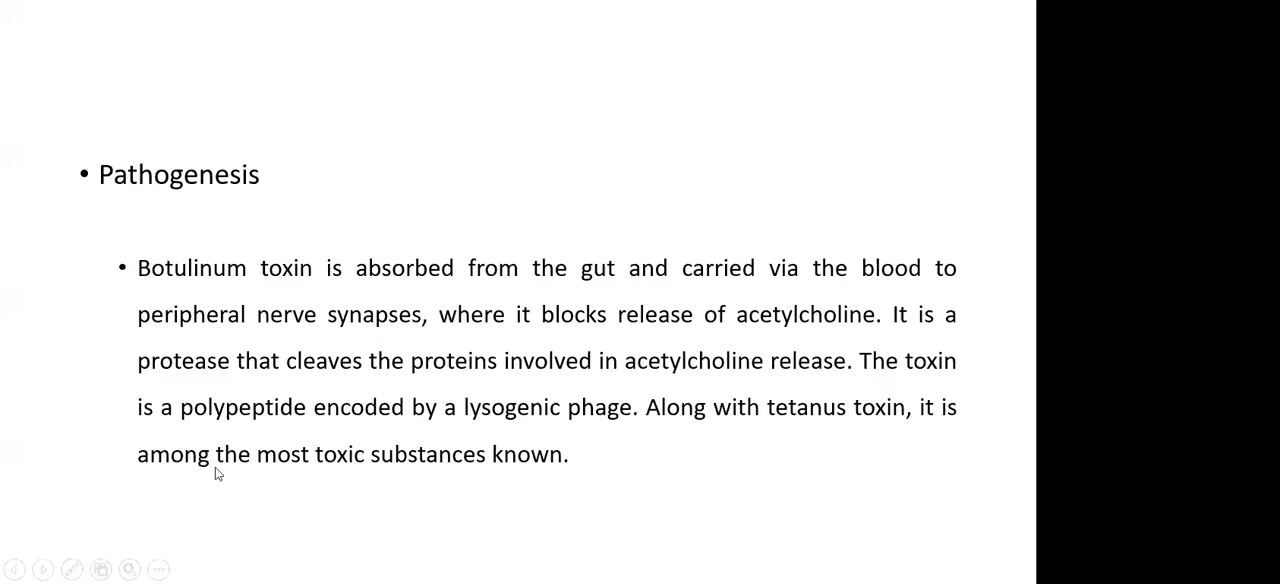 • Pathogenesis
• Botulinum toxin is absorbed from the gut and carried via the blood to
peripheral nerve synapses, where it blocks release of acetylcholine. It is a
protease that cleaves the proteins involved in acetylcholine release. The toxin
is a polypeptide encoded by a lysogenic phage. Along with tetanus toxin, it is
among the most toxic substances known.